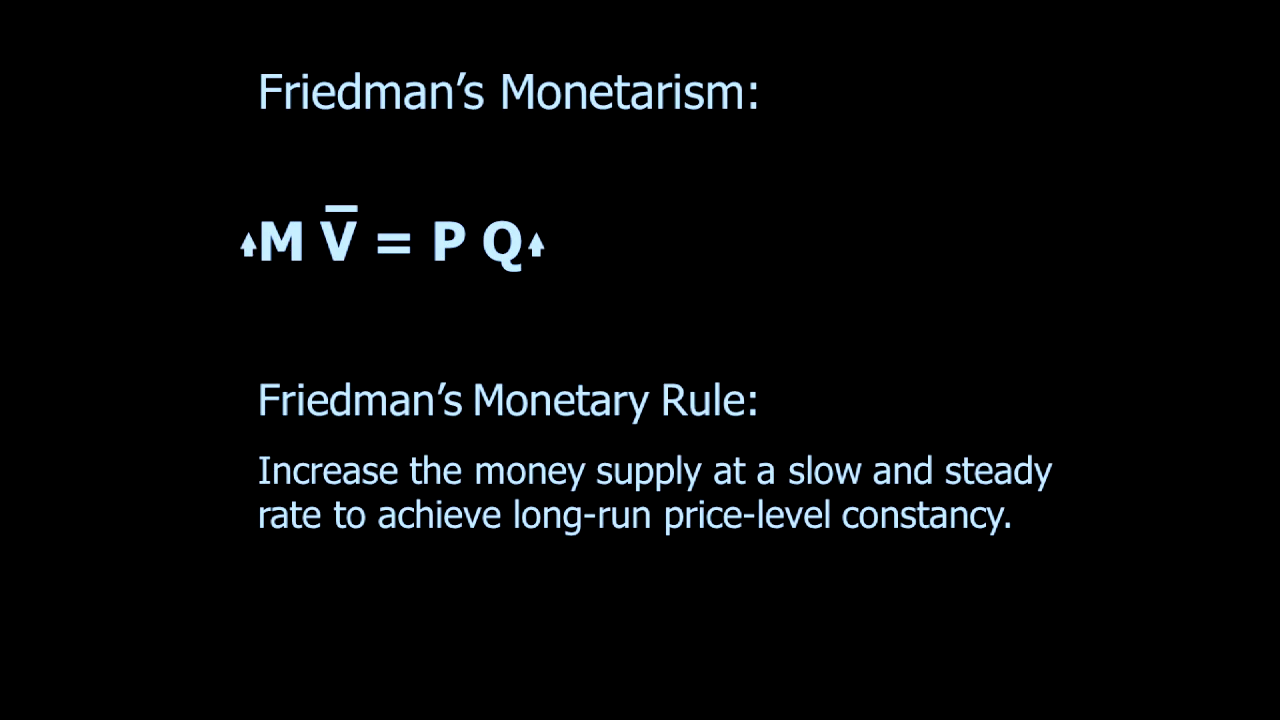 Friedman’s Monetarism:
↑M V̅ = P Q↑
Friedman’s Monetary Rule:
Increase the money supply at a slow and steady
rate to achieve long-run price-level constancy.